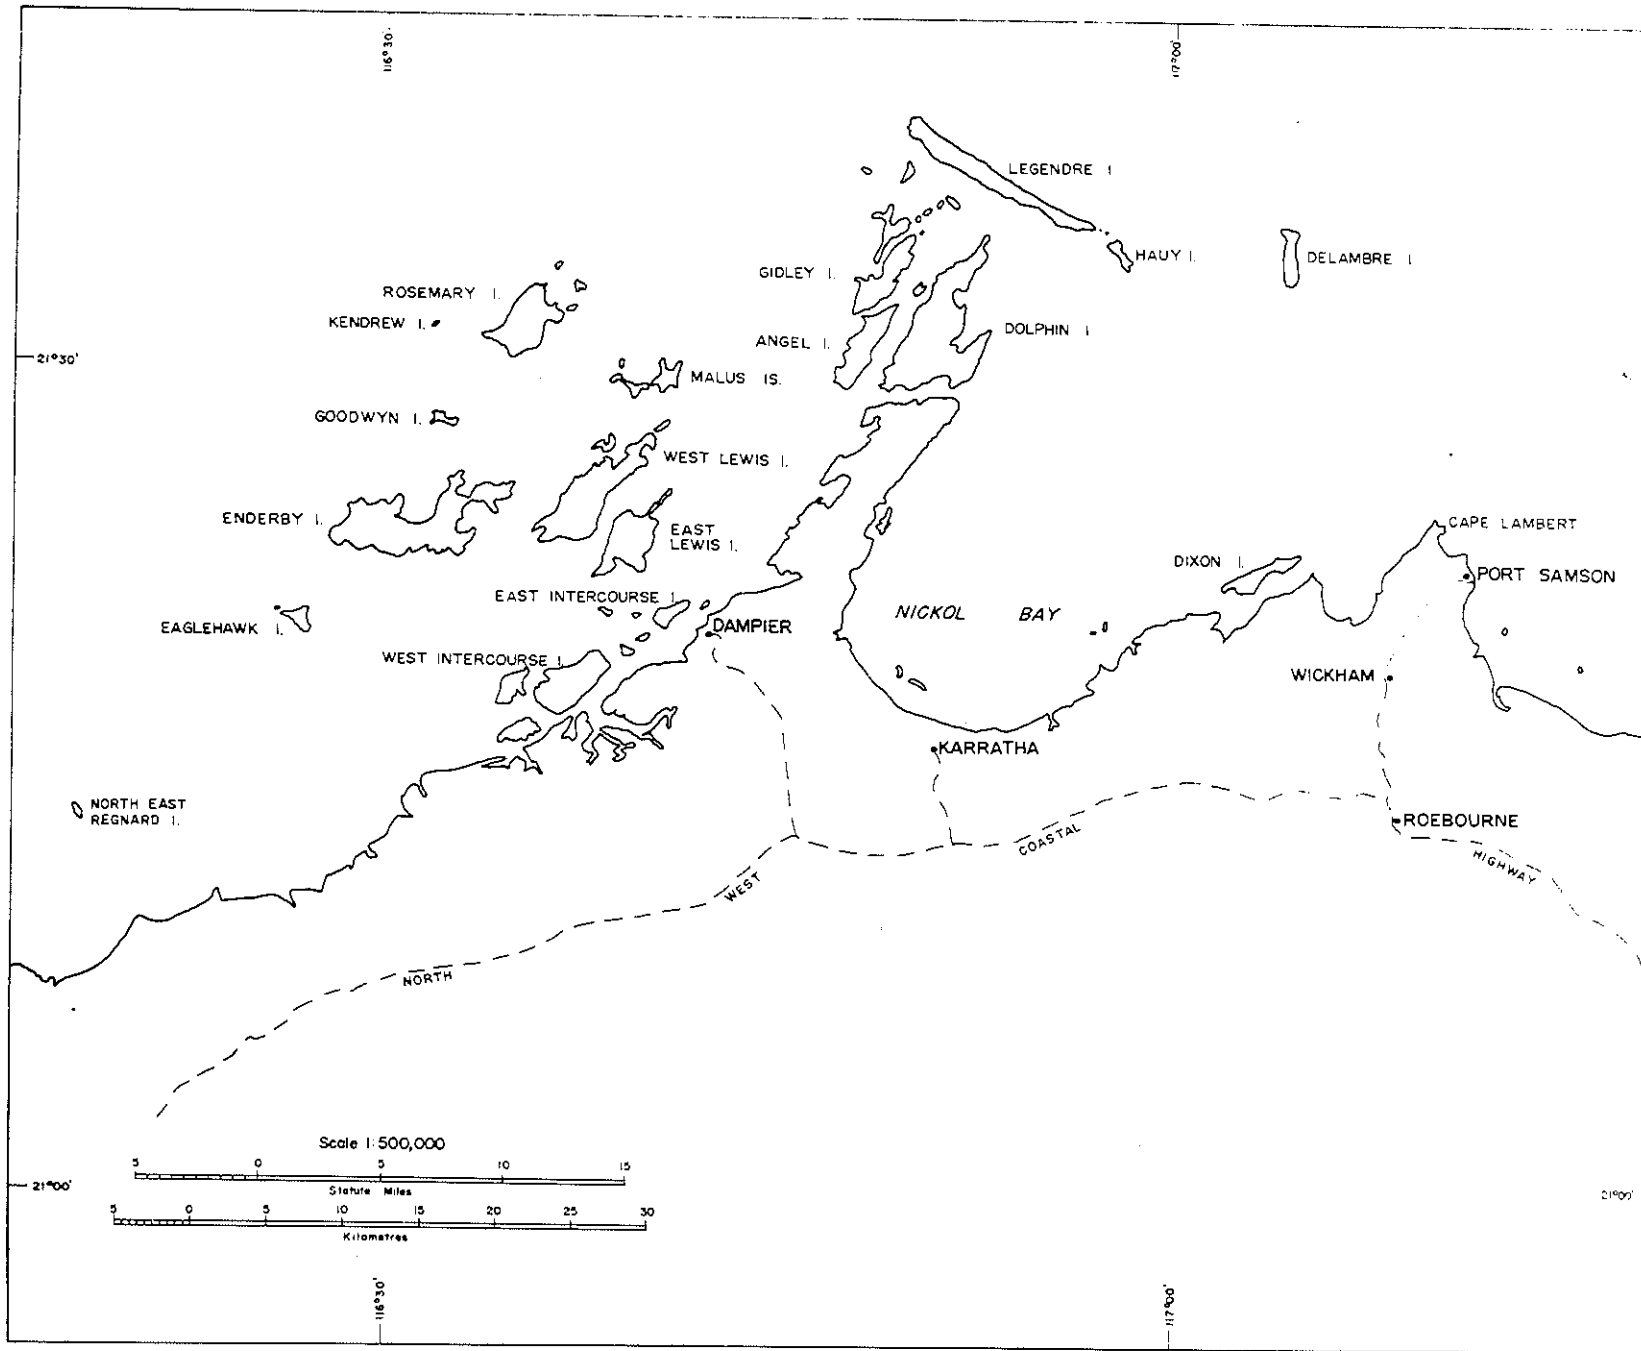 116°30'
117°00'
LEGENDRE I
HAUY I.
DELAMBRE I
GIDLEY I.
ROSEMARY I.
KENDREW I.
ANGEL I.
DOLPHIN I
21°30'
MALUS IS.
GOODWYN I.
WEST LEWIS I.
ENDERBY I.
EAST
LEWIS I.
CAPE LAMBERT
DIXON I.
PORT SAMSON
EAST INTERCOURSE I.
NICKOL BAY
EAGLEHAWK I.
DAMPIER
WEST INTERCOURSE I.
WICKHAM
KARRATHA
NORTH EAST
REGNARD I.
ROEBOURNE
NORTH WEST COASTAL HIGHWAY
Scale 1:500,000
5 0 5 10 15
Statute Miles
21°00'
21°00'
5 0 5 10 15 20 25 30
Kilometres
116°30'
117°00'